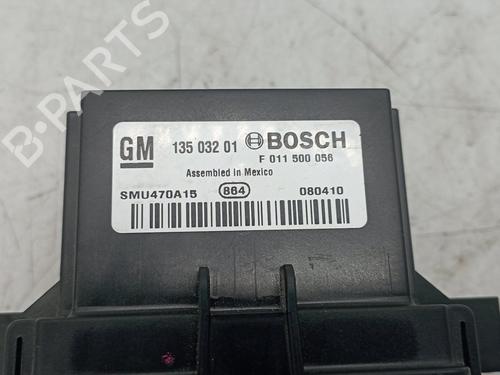 B-PARTS
GM 135 032 01 BOSCH
F 011 500 056
Assembled in Mexico
SMU470A15 864 080410